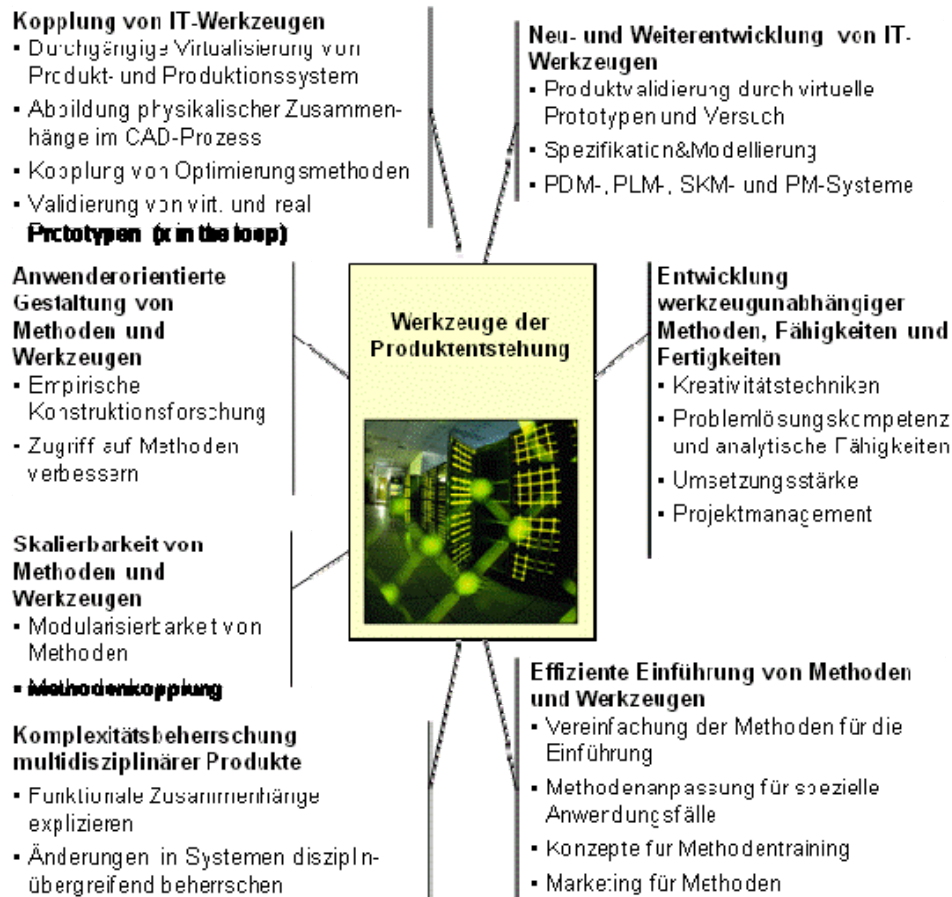 Kopplung von IT-Werkzeugen
▪ Durchgängige Virtualisierung von
Produkt- und Produktionssystem
▪ Abbildung physikalischer Zusammen-
hänge im CAD-Prozess
▪ Kopplung von Optimierungsmethoden
▪ Validierung von virt. und real
Prototypen (x in the loop)
Neu- und Weiterentwicklung von IT-
Werkzeugen
▪ Produktvalidierung durch virtuelle
Prototypen und Versuch
▪ Spezifikation&Modellierung
▪ PDM-, PLM-, SKM- und PM-Systeme
Anwenderorientierte
Gestaltung von
Methoden und
Werkzeugen
▪ Empirische
Konstruktionsforschung
▪ Zugriff auf Methoden
verbessern
Werkzeuge der
Produktentstehung
Entwicklung
werkzeugunabhängiger
Methoden, Fähigkeiten und
Fertigkeiten
▪ Kreativitätstechniken
▪ Problemlösungskompetenz
und analytische Fähigkeiten
▪ Umsetzungsstärke
▪ Projektmanagement
Skalierbarkeit von
Methoden und
Werkzeugen
▪ Modularisierbarkeit von
Methoden
▪ Methodenkopplung
Komplexitätsbeherrschung
multidisziplinärer Produkte
▪ Funktionale Zusammenhänge
explizieren
▪ Änderungen in Systemen disziplin-
übergreifend beherrschen
Effiziente Einführung von Methoden
und Werkzeugen
▪ Vereinfachung der Methoden für die
Einführung
▪ Methodenanpassung für spezielle
Anwendungsfälle
▪ Konzepte für Methodentraining
▪ Marketing für Methoden